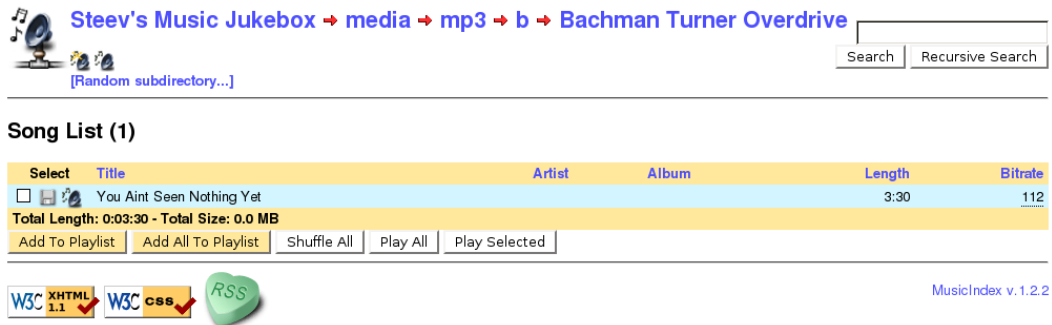 Steev's Music Jukebox media mp3 b Bachman Turner Overdrive
Search Recursive Search
[Random subdirectory...]
Song List (1)
Select Title Artist Album Length Bitrate
You Aint Seen Nothing Yet 3:30 112
Total Length: 0:03:30 - Total Size: 0.0 MB
Add To Playlist Add All To Playlist Shuffle All Play All Play Selected
W3C XHTML 1.1 W3C css RSS MusicIndex v.1.2.2